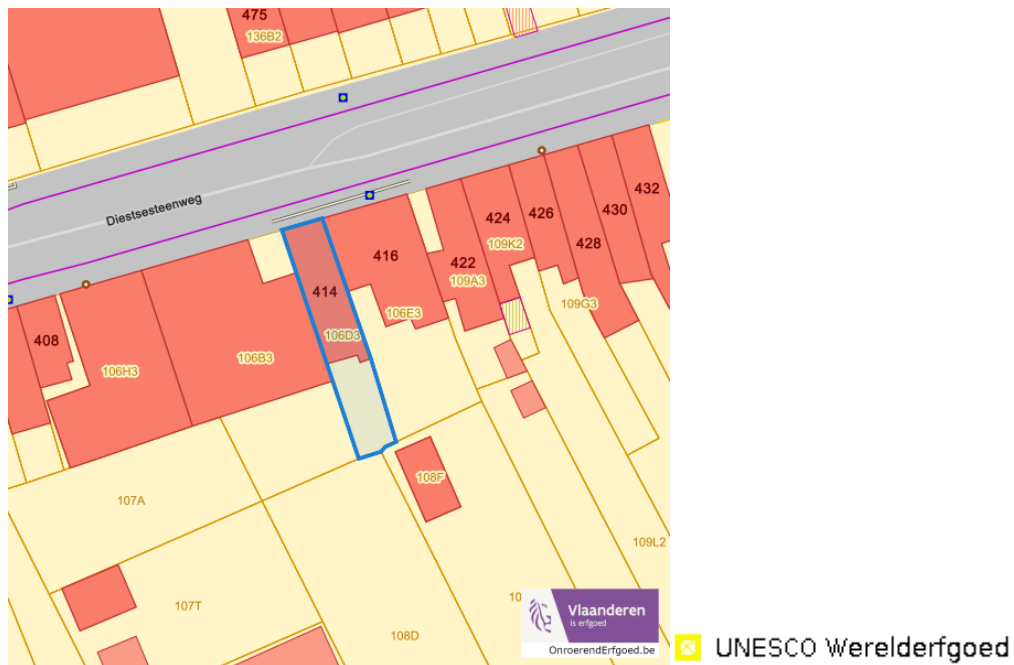 475
136B2
Diestsesteenweg
432
424
426
430
416
109K2
428
422
109A3
414
109G3
106E3
106D3
408
106B3
106H3
108F
107A
109L2
10
107T
108D
Vlaanderen
is erfgoed
OnroerendErfgoed.be
UNESCO Werelderfgoed